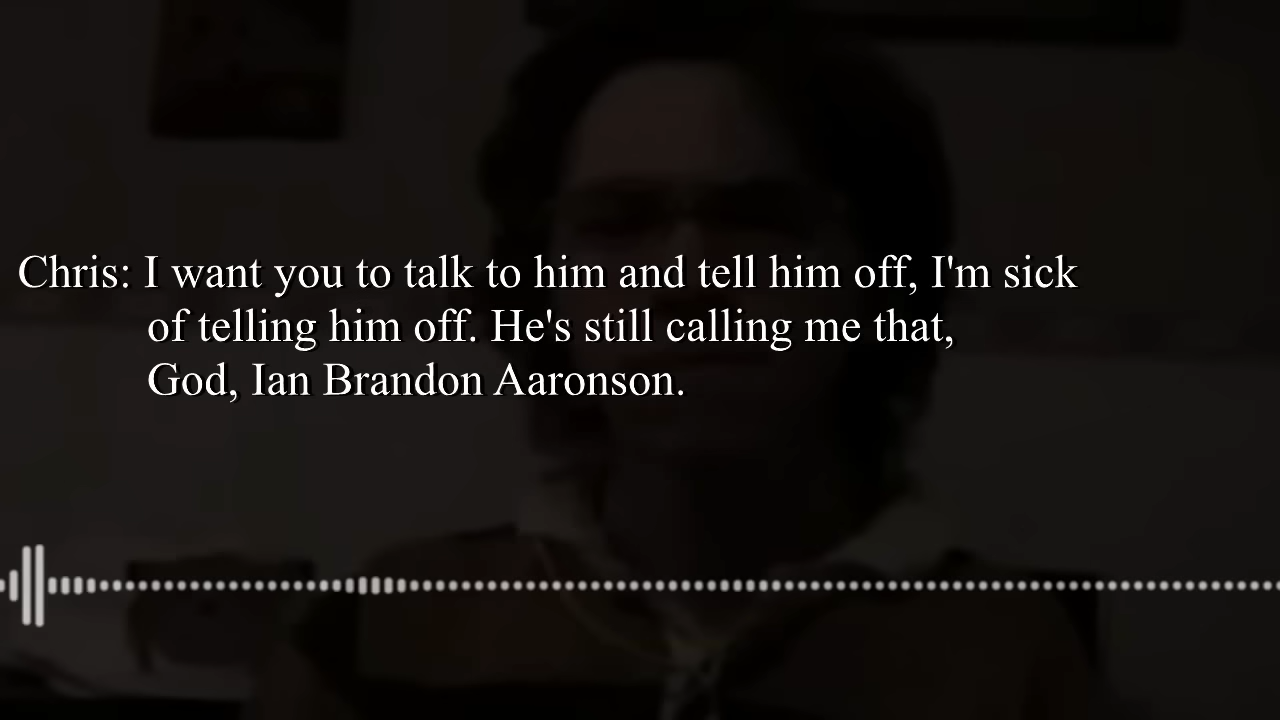 Chris: I want you to talk to him and tell him off, I'm sick
of telling him off. He's still calling me that,
God, Ian Brandon Aaronson.